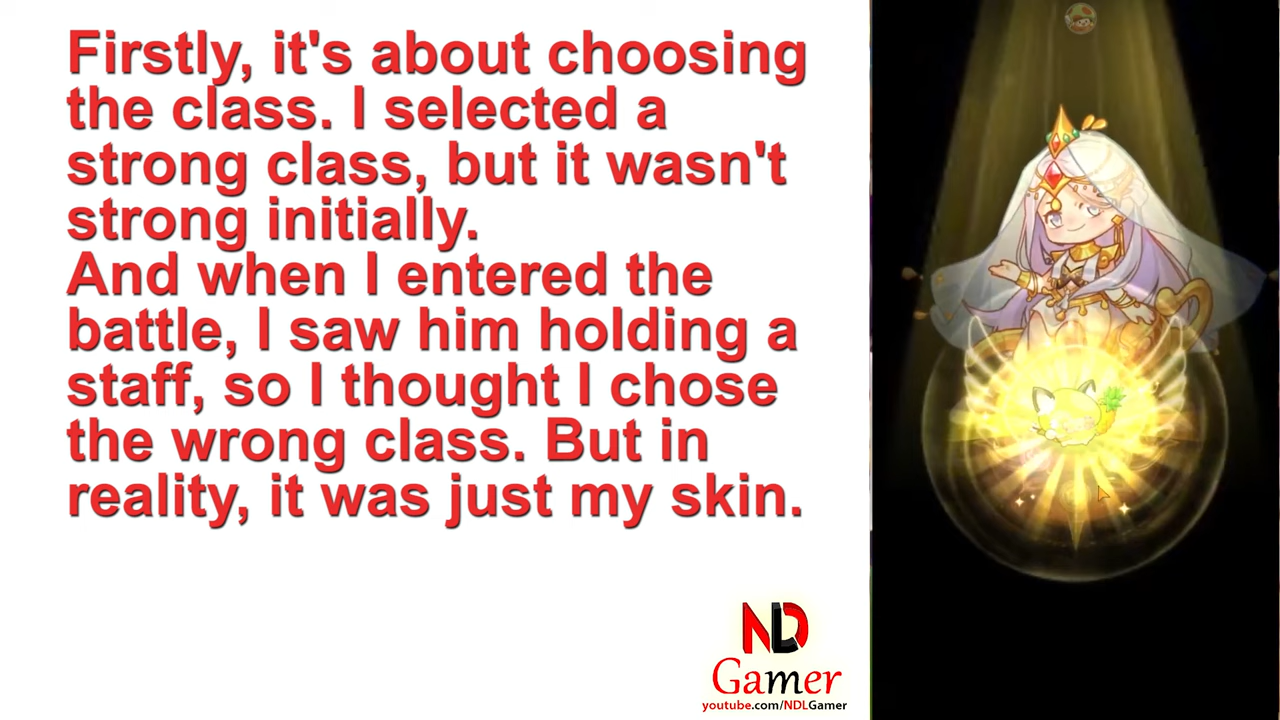 Firstly, it's about choosing
the class. I selected a
strong class, but it wasn't
strong initially.
And when I entered the
battle, I saw him holding a
staff, so I thought I chose
the wrong class. But in
reality, it was just my skin.
ND
Gamer
youtube.com/NDLGamer